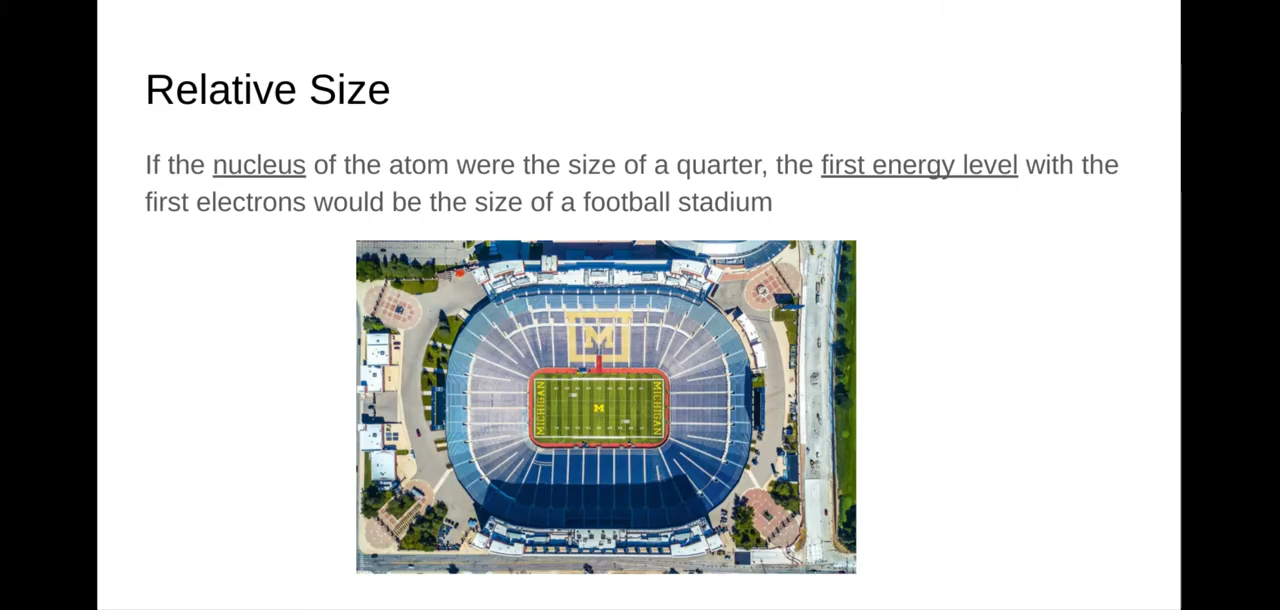 Relative Size
If the nucleus of the atom were the size of a quarter, the first energy level with the
first electrons would be the size of a football stadium
M
MICHIGAN
M
MICHIGAN